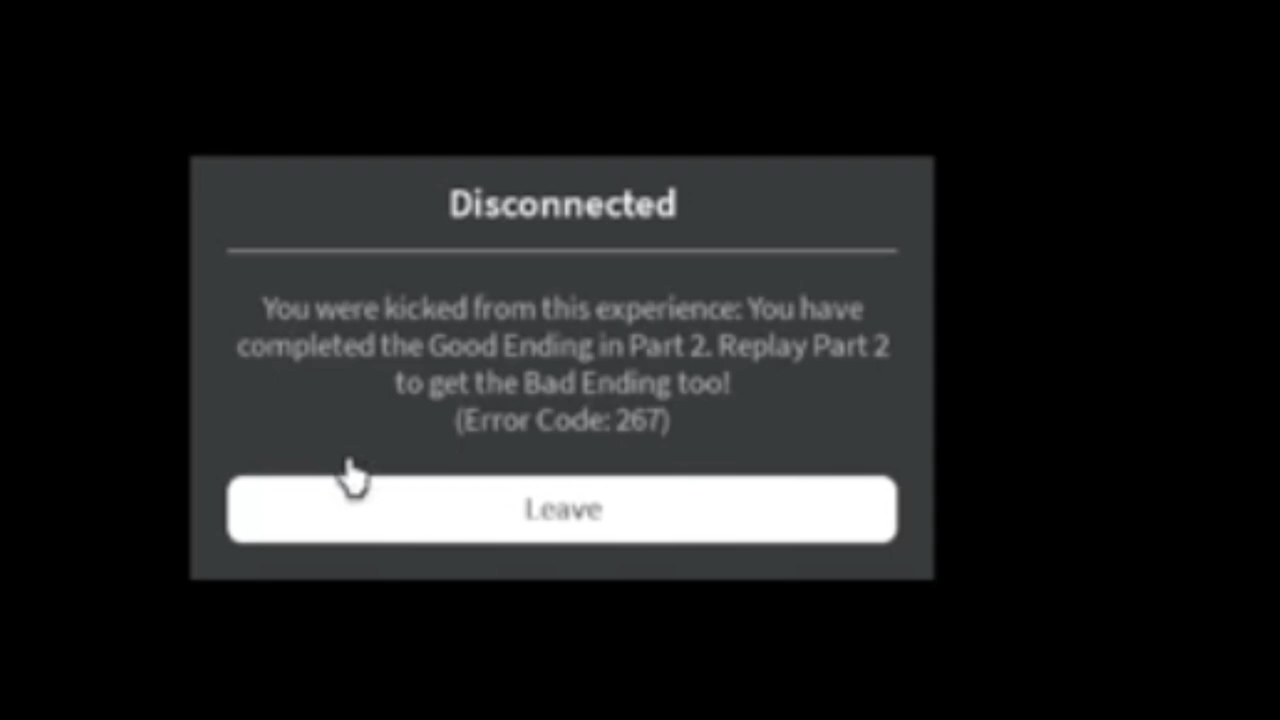 Disconnected
You were kicked from this experience: You have
completed the Good Ending in Part 2. Replay Part 2
to get the Bad Ending too!
(Error Code: 267)
Leave